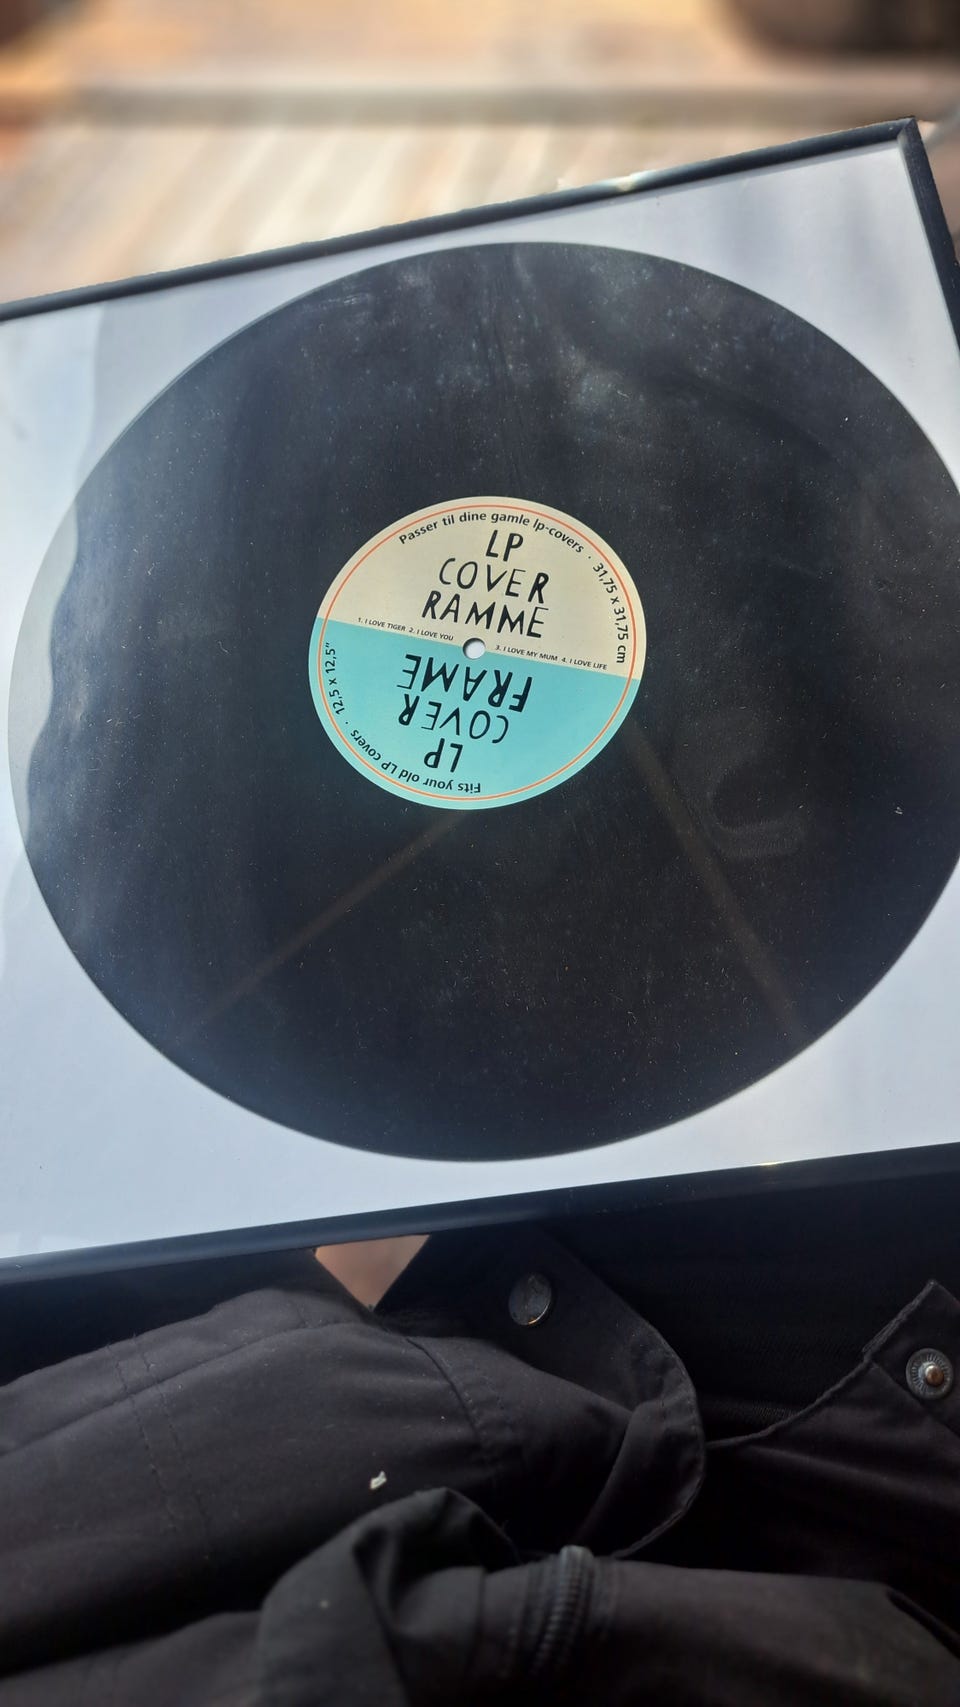 Passer til dine gamle lp-covers · 31,75 x 31,75 cm
LP
COVER
RAMME
1. I LOVE TIGER 2. I LOVE YOU
3. I LOVE MY MUM 4. I LOVE LIFE
LP
COVER
FRAME
Fits your old LP covers · 12,5 x 12,5"